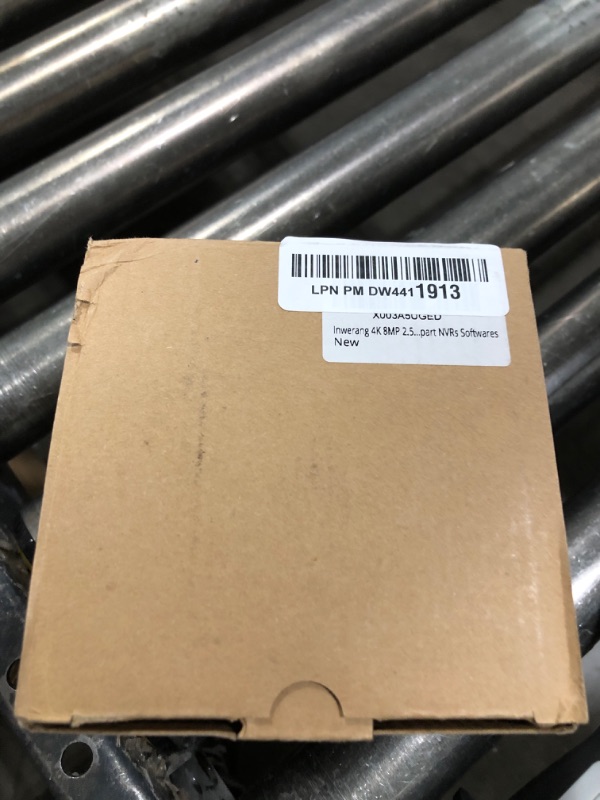 LPN PM DW4411913
X003A5UGED
Inwerang 4K 8MP 2.5...part NVRs Softwares
New